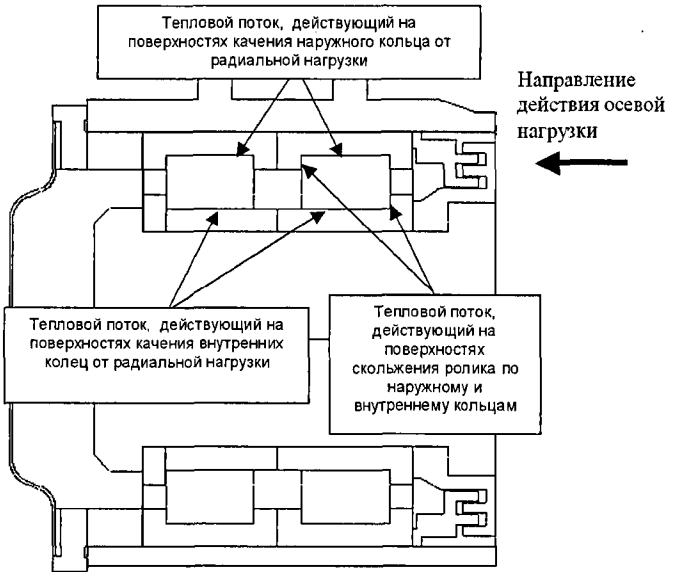 Тепловой поток, действующий на
поверхностях качения наружного кольца от
радиальной нагрузки
Направление
действия осевой
нагрузки
Тепловой поток, действующий на
поверхностях качения внутренних
колец от радиальной нагрузки
Тепловой поток,
действующий на
поверхностях
скольжения ролика по
наружному и
внутреннему кольцам